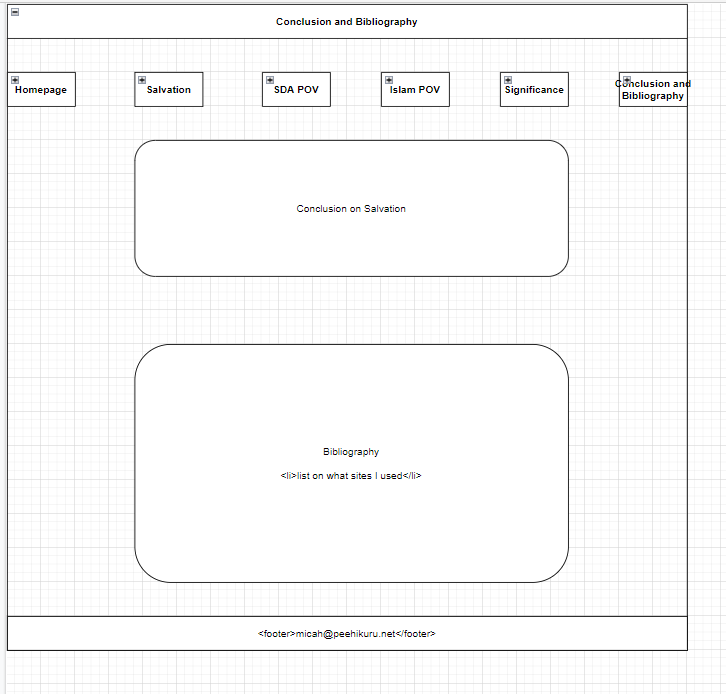 Conclusion and Bibliography
Homepage
Salvation
SDA POV
Islam POV
Significance
Conclusion and
Bibliography
Conclusion on Salvation
Bibliography
<li>list on what sites I used</li>
<footer>micah@peehikuru.net</footer>